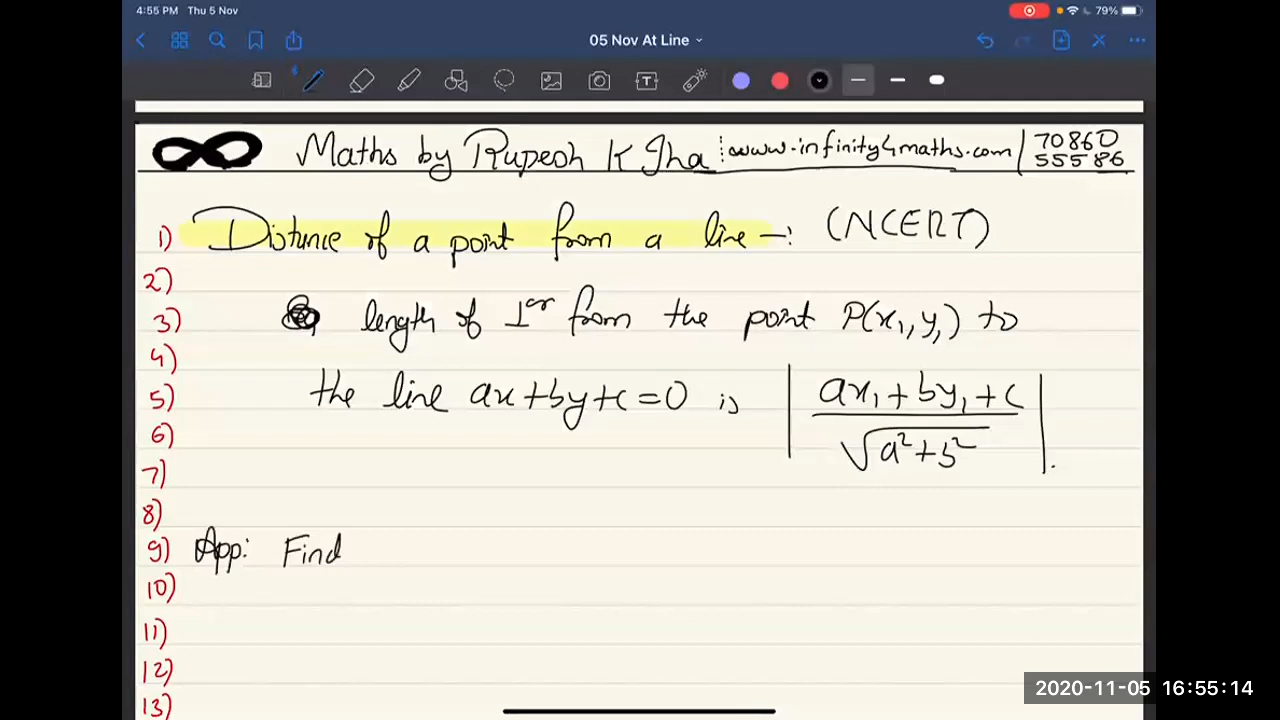 4:55 PM Thu 5 Nov
79%
05 Nov At Line
Maths by Rupesh K Jha www.infinity4maths.com 70860 55586
1) Distance of a point from a line :- (NCERT)
2)
3) length of ⊥er from the point P(x₁,y₁) to
4)
5) the line ax+by+c=0 is | ax₁+by₁+c / √a²+b² |.
6)
7)
8)
9) App: Find
10)
11)
12)
13)
2020-11-05 16:55:14